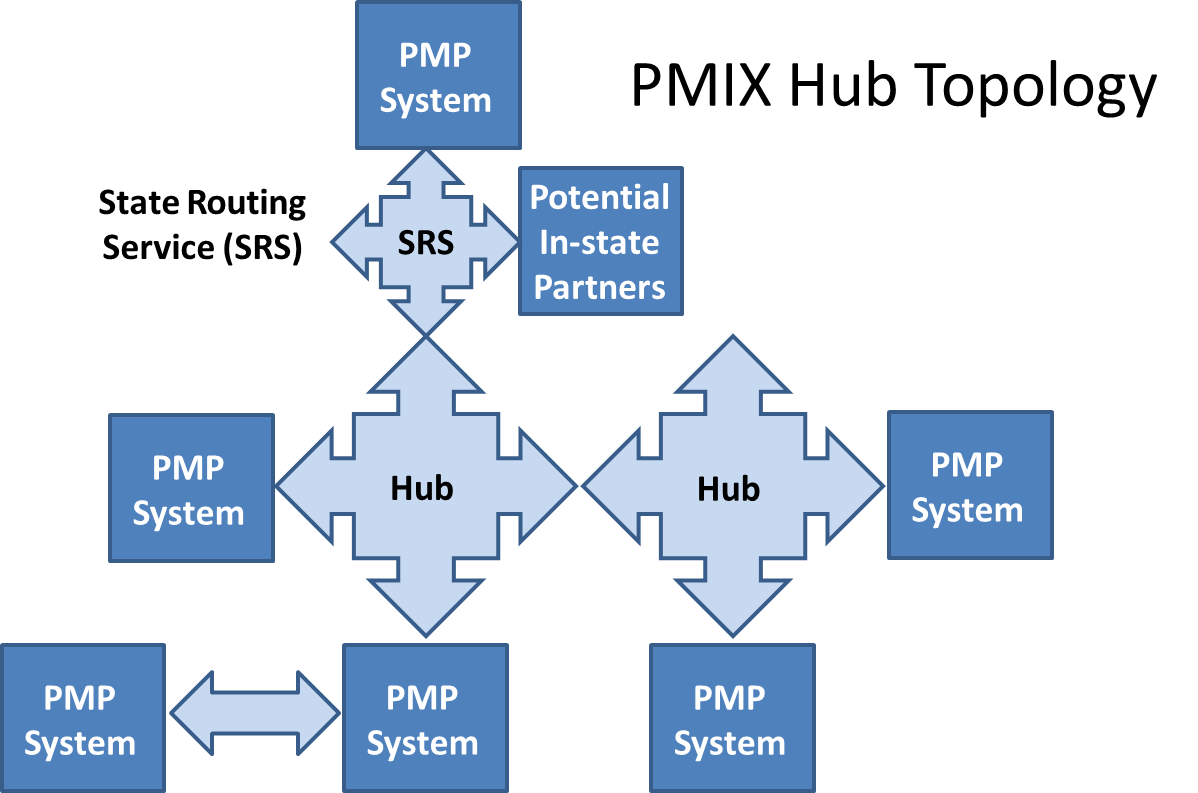 PMP
System
PMIX Hub Topology
State Routing
Service (SRS)
SRS
Potential
In-state
Partners
PMP
System
Hub
Hub
PMP
System
PMP
System
PMP
System
PMP
System